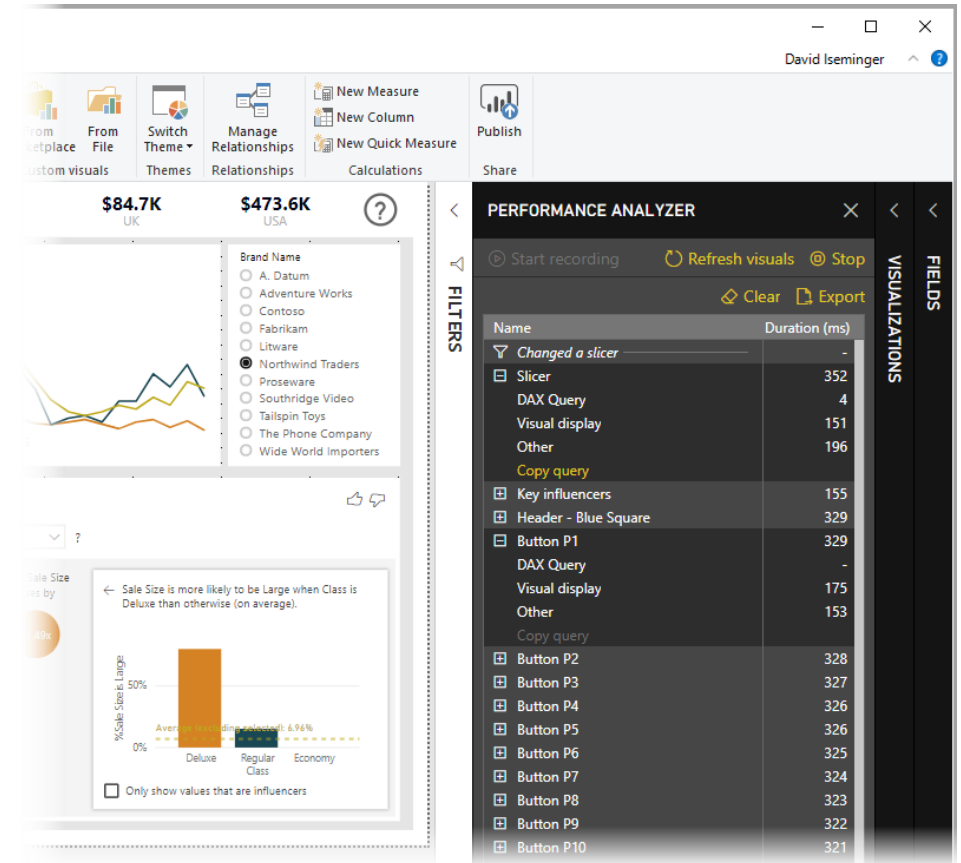 David Iseminger
?
New Measure
New Column
New Quick Measure
From
File
Switch
Theme
Manage
Relationships
Publish
Themes
Relationships
Calculations
Share
$84.7K
UK
$473.6K
USA
?
FILTERS
Brand Name
A. Datum
Adventure Works
Contoso
Fabrikam
Litware
Northwind Traders
Proseware
Southridge Video
Tailspin Toys
The Phone Company
Wide World Importers
?
Sale Size is more likely to be Large when Class is
Deluxe than otherwise (on average).
%Sale Size is Large
50%
0%
Average (excluding selected): 6.96%
Deluxe
Regular
Economy
Class
Only show values that are influencers
PERFORMANCE ANALYZER
Start recording
Refresh visuals
Stop
Clear
Export
Name Duration (ms)
Changed a slicer -
Slicer 352
DAX Query 4
Visual display 151
Other 196
Copy query
Key influencers 155
Header - Blue Square 329
Button P1 329
DAX Query -
Visual display 175
Other 153
Copy query
Button P2 328
Button P3 327
Button P4 326
Button P5 326
Button P6 325
Button P7 324
Button P8 323
Button P9 322
Button P10 321
VISUALIZATIONS
FIELDS